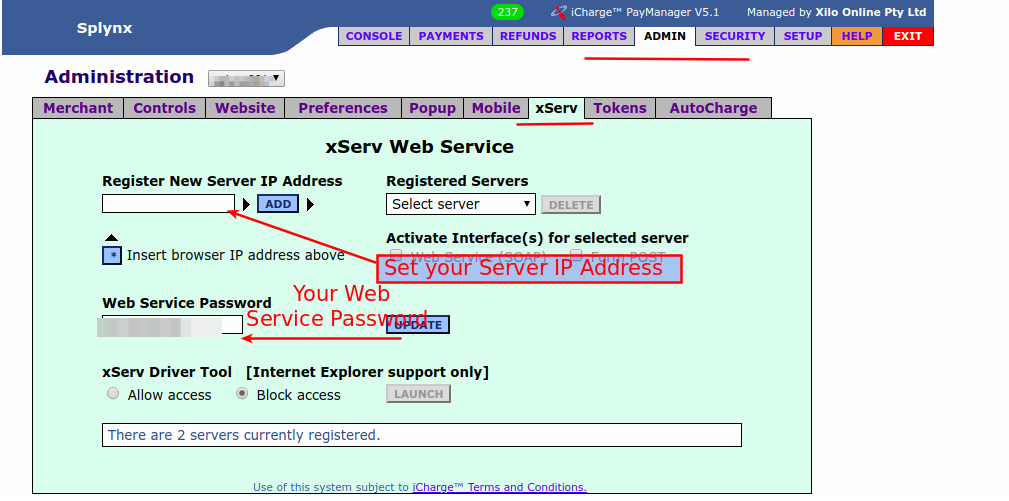 Splynx
237
iCharge™ PayManager V5.1
Managed by Xilo Online Pty Ltd
CONSOLE PAYMENTS REFUNDS REPORTS ADMIN SECURITY SETUP HELP EXIT
Administration
Merchant Controls Website Preferences Popup Mobile xServ Tokens AutoCharge
xServ Web Service
Register New Server IP Address
Registered Servers
ADD
Select server
DELETE
Activate Interface(s) for selected server
* Insert browser IP address above
Web Service (SOAP) Form POST
Set your Server IP Address
Web Service Password
Your Web
Service Password
UPDATE
xServ Driver Tool [Internet Explorer support only]
Allow access Block access
LAUNCH
There are 2 servers currently registered.
Use of this system subject to iCharge™ Terms and Conditions.